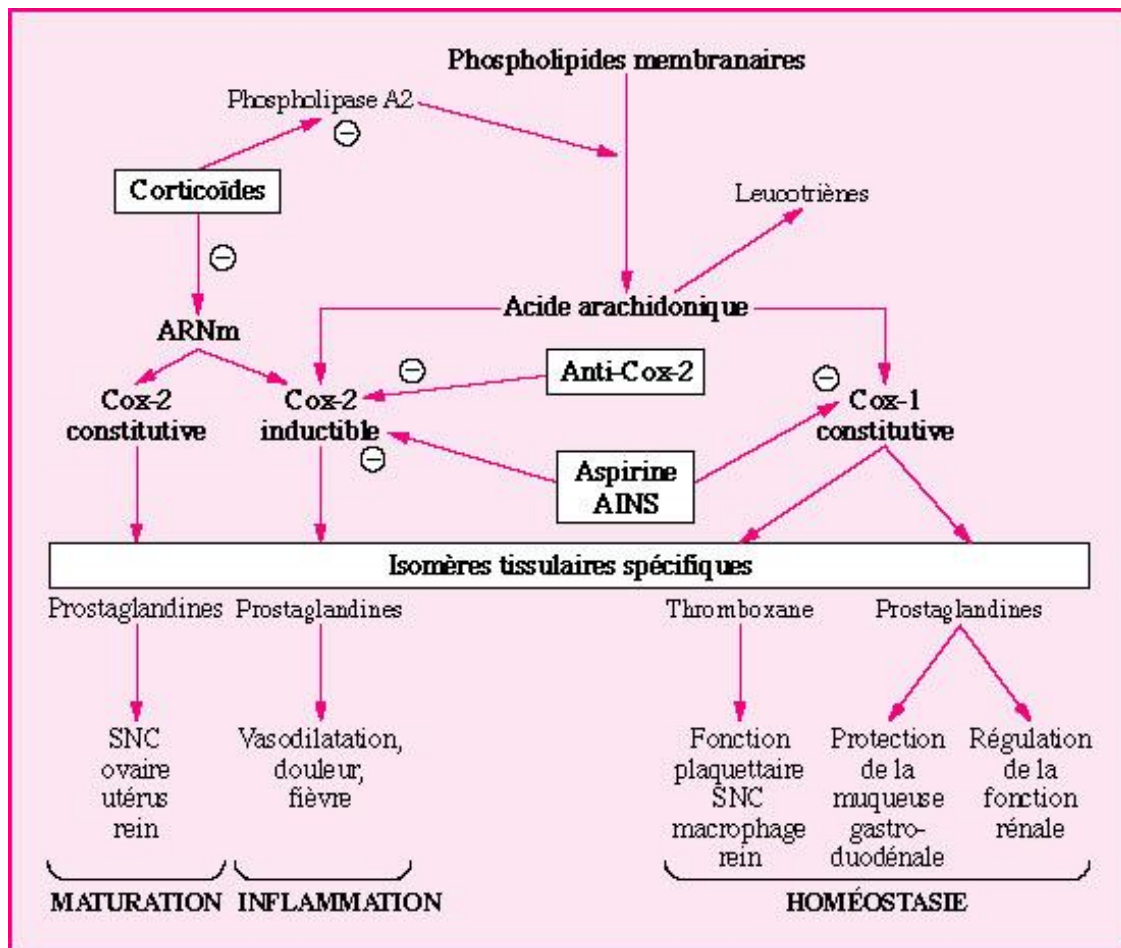 Phospholipides membranaires
Phospholipase A2
−
Corticoïdes
Leucotriènes
−
Acide arachidonique
ARNm
−
Anti-Cox-2
−
Cox-2
constitutive
Cox-2
inductible
Cox-1
constitutive
−
Aspirine
AINS
Isomères tissulaires spécifiques
Prostaglandines
Prostaglandines
Thromboxane
Prostaglandines
SNC
ovaire
utérus
rein
Vasodilatation,
douleur,
fièvre
Fonction
plaquettaire
SNC
macrophage
rein
Protection
de la
muqueuse
gastro-
duodénale
Régulation
de la
fonction
rénale
MATURATION
INFLAMMATION
HOMÉOSTASIE